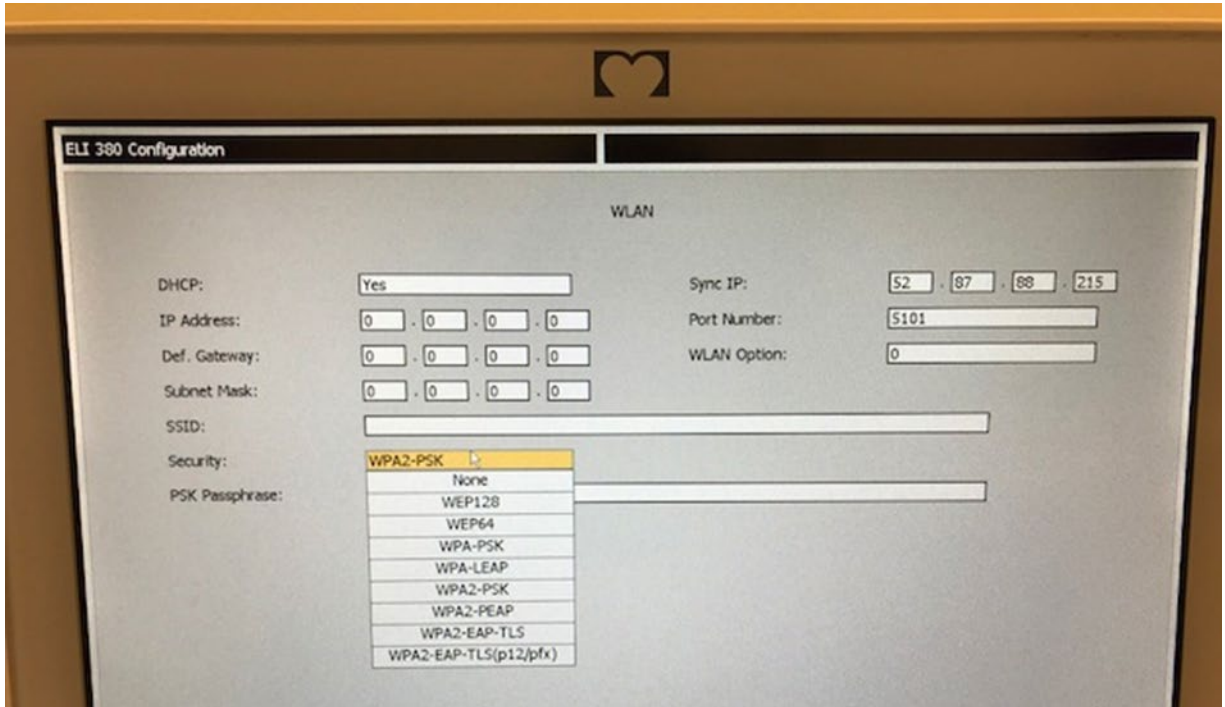 ELI 380 Configuration
WLAN
DHCP: Yes Sync IP: 52 . 87 . 88 . 215
IP Address: 0 . 0 . 0 . 0 Port Number: 5101
Def. Gateway: 0 . 0 . 0 . 0 WLAN Option: 0
Subnet Mask: 0 . 0 . 0 . 0
SSID:
Security: WPA2-PSK
None
PSK Passphrase:
WEP128
WEP64
WPA-PSK
WPA-LEAP
WPA2-PSK
WPA2-PEAP
WPA2-EAP-TLS
WPA2-EAP-TLS(p12/pfx)